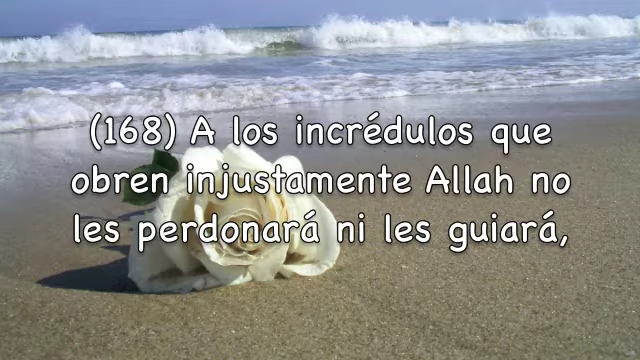 (168) A los incrédulos que
obren injustamente Allah no
les perdonará ni les guiará,